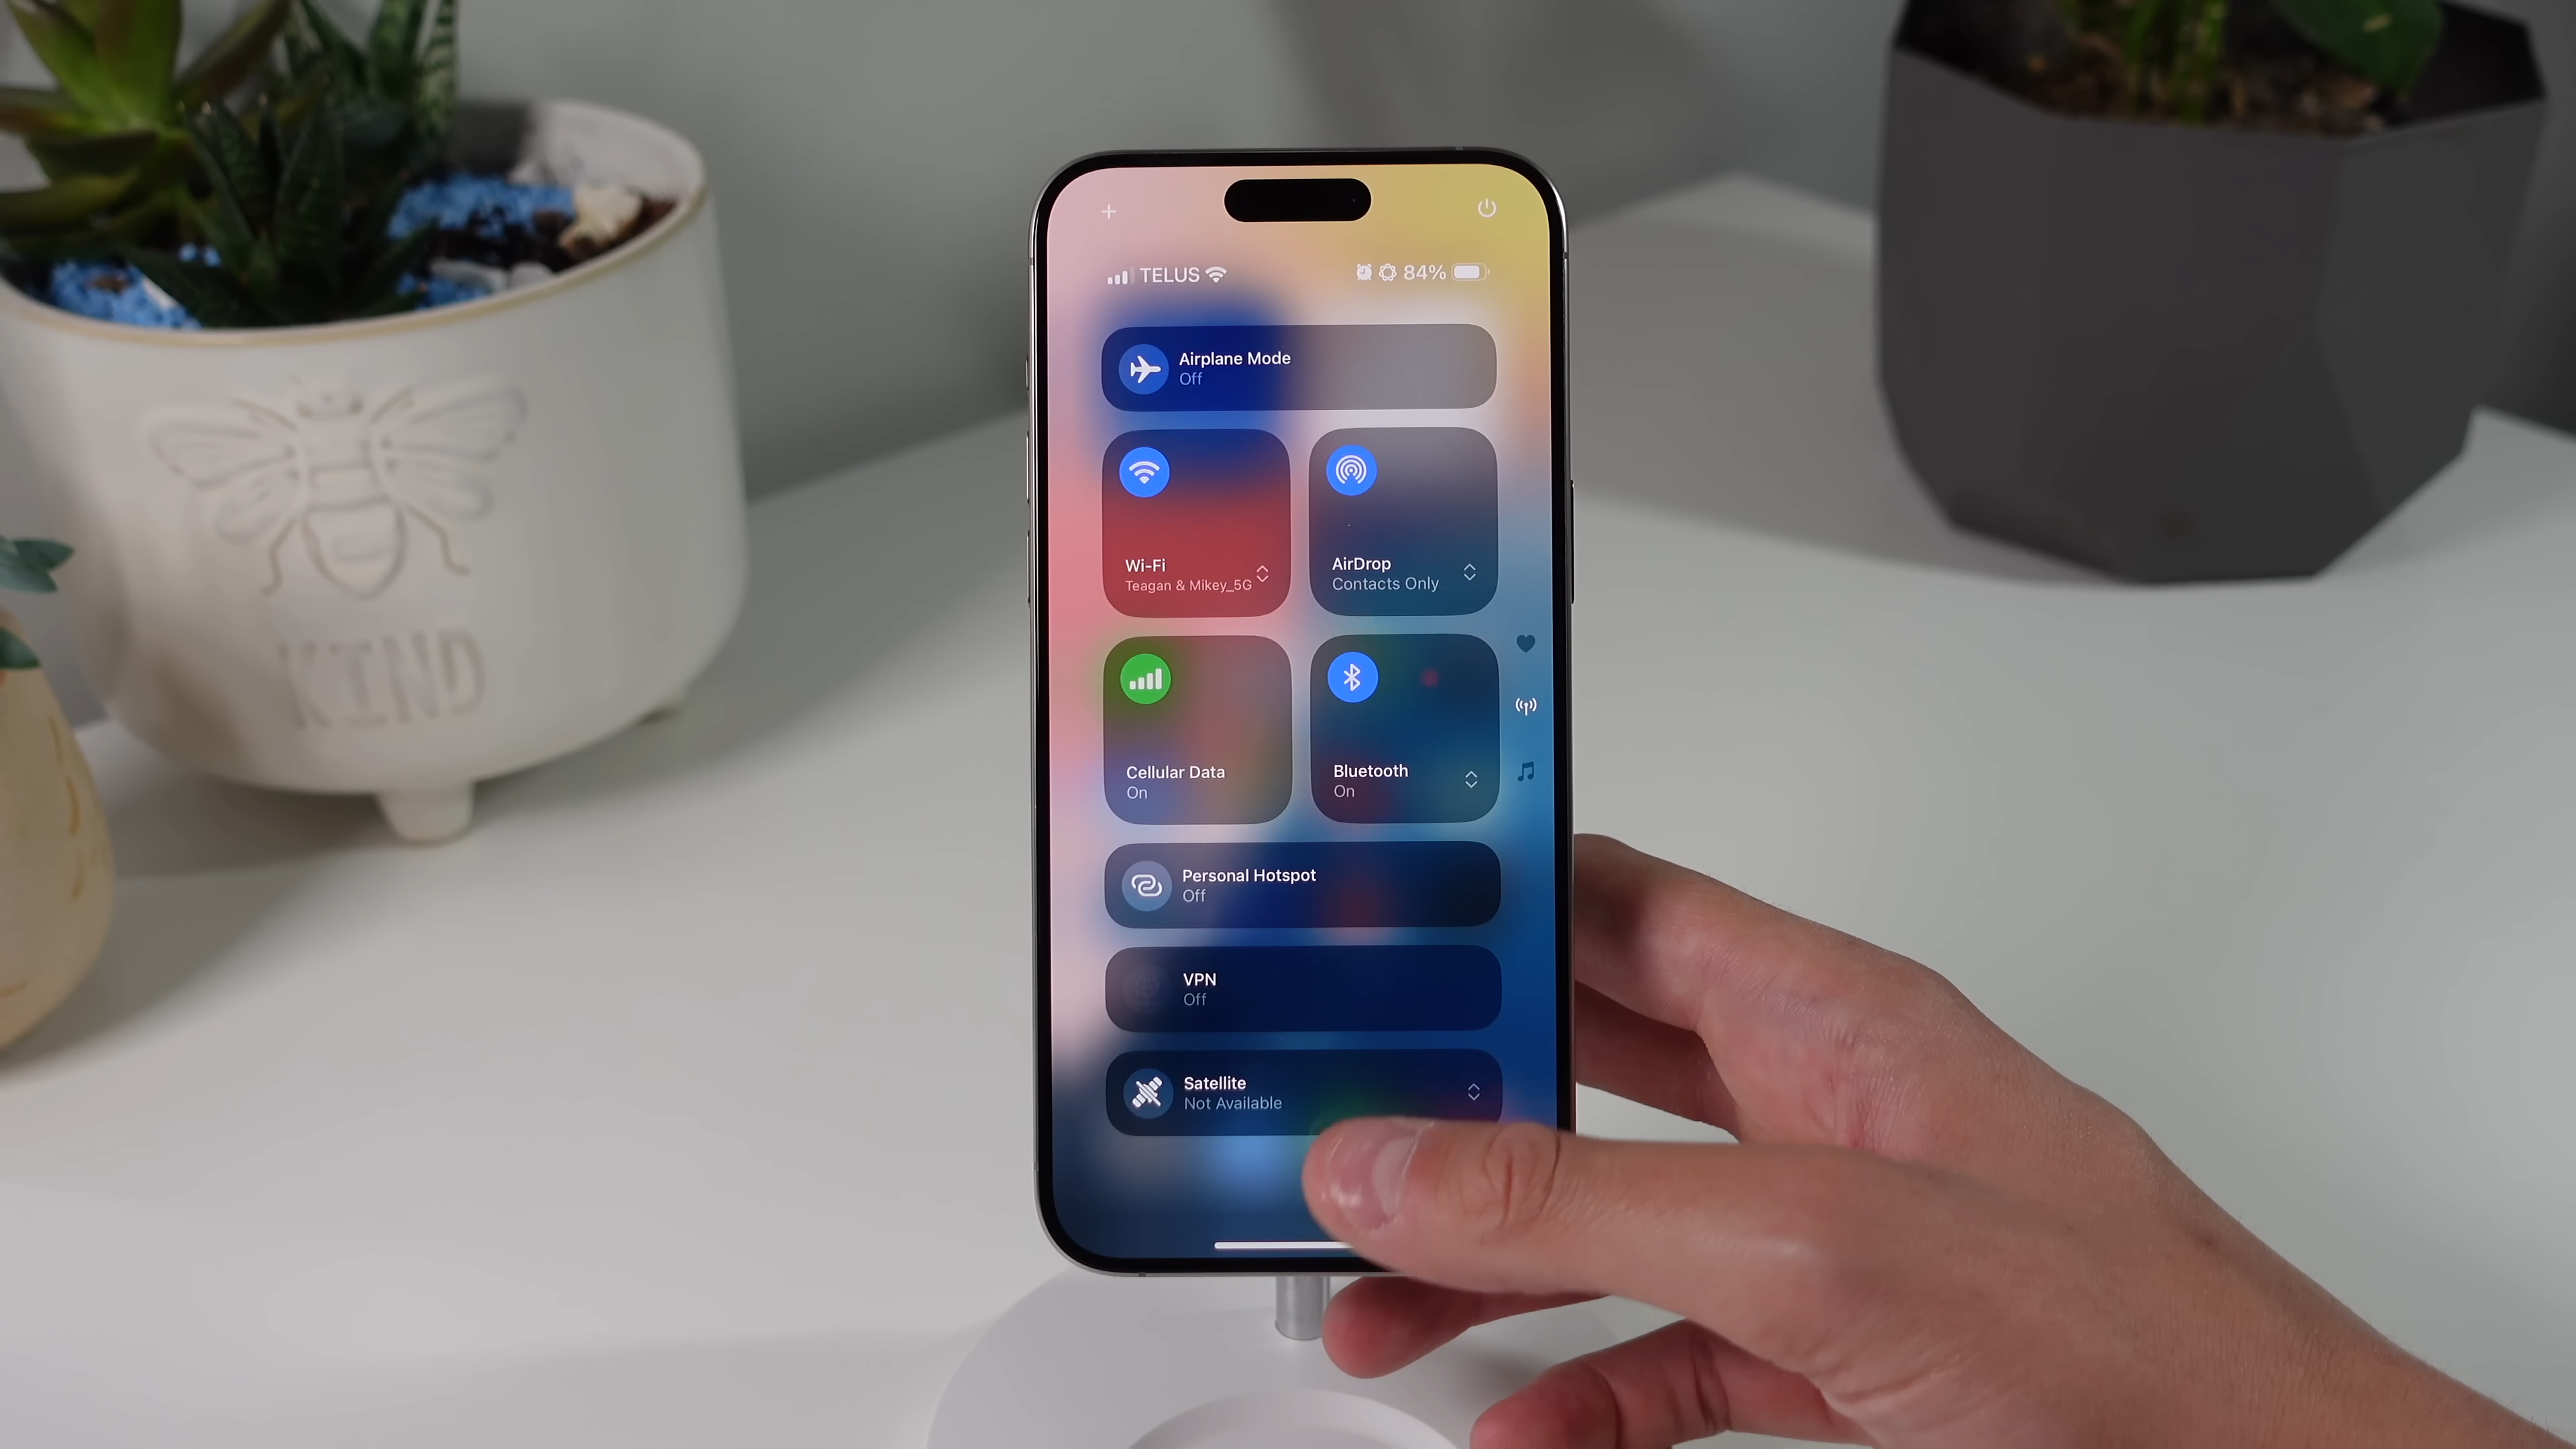 TELUS
84%
Airplane Mode
Off
Wi-Fi
Teagan & Mikey_5G
AirDrop
Contacts Only
Cellular Data
On
Bluetooth
On
Personal Hotspot
Off
VPN
Off
Satellite
Not Available
KIND